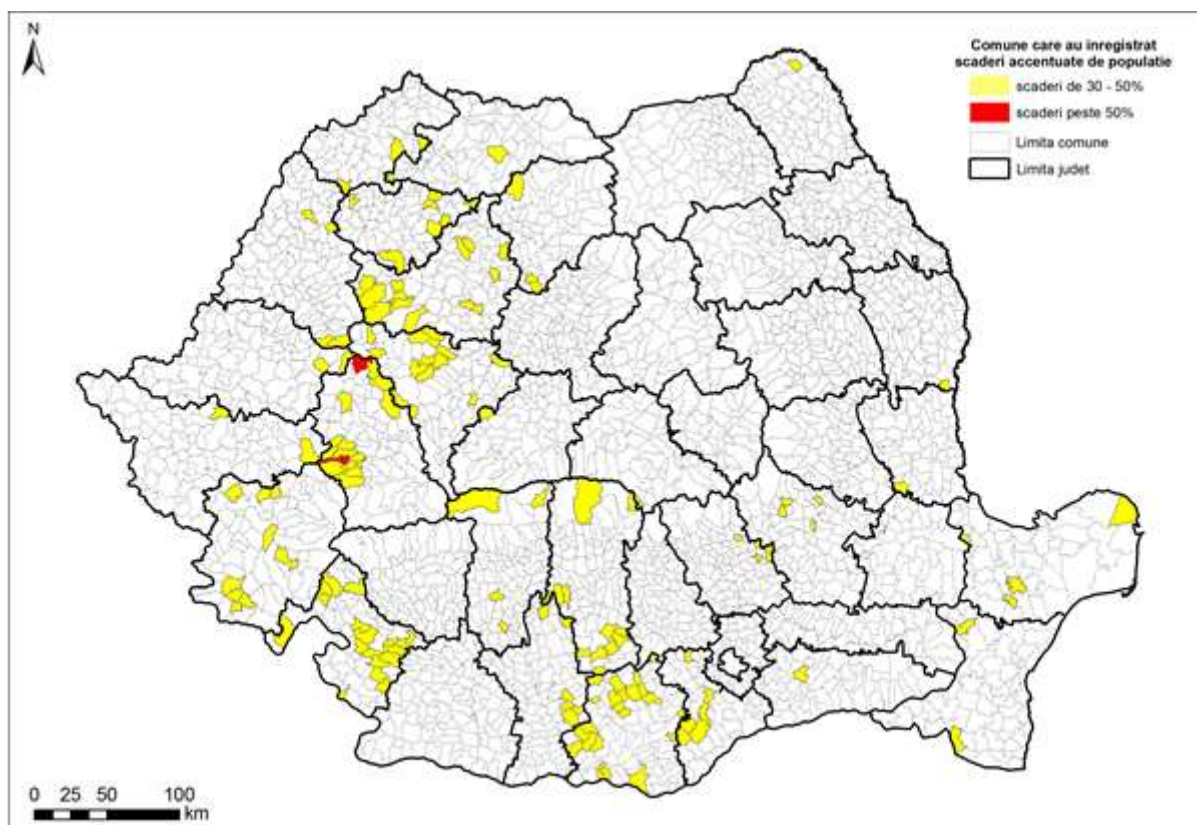 N
Comune care au inregistrat
scaderi accentuate de populatie
scaderi de 30 - 50%
scaderi peste 50%
Limita comune
Limita judet
0 25 50 100
km